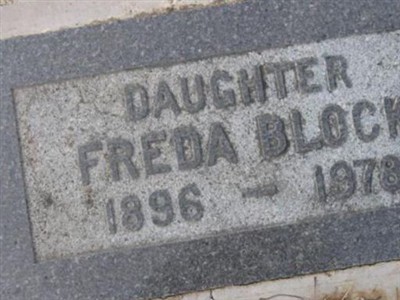 DAUGHTER
FREDA BLOCK
1896 - 1978